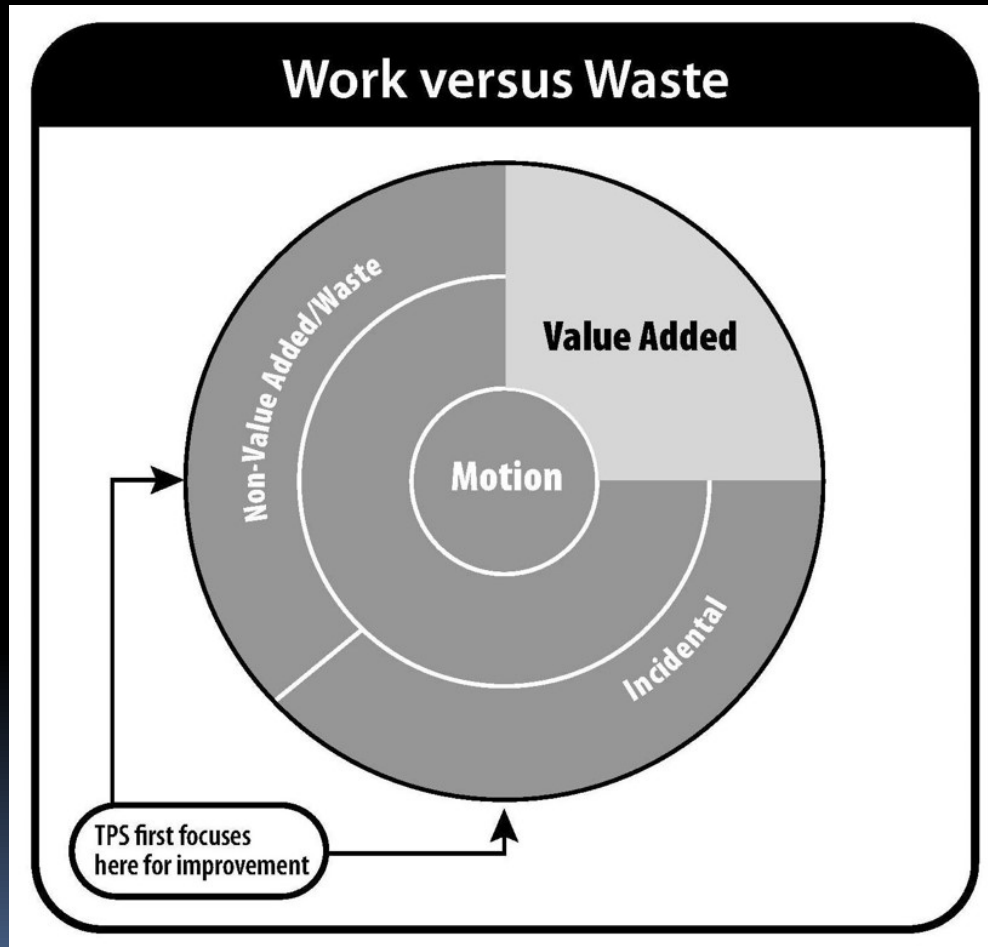 Work versus Waste
Non-Value Added/Waste
Value Added
Motion
Incidental
TPS first focuses
here for improvement